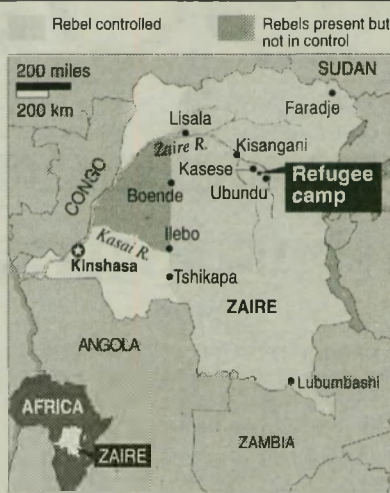 Rebel controlled
Rebels present but
not in control
200 miles
200 km
SUDAN
Faradje
Lisala
Zaire R.
Kisangani
CONGO
Kasese
Refugee
camp
Ubundu
Boende
Ilebo
Kasai R.
Kinshasa
Tshikapa
ZAIRE
ANGOLA
Lubumbashi
AFRICA
ZAIRE
ZAMBIA